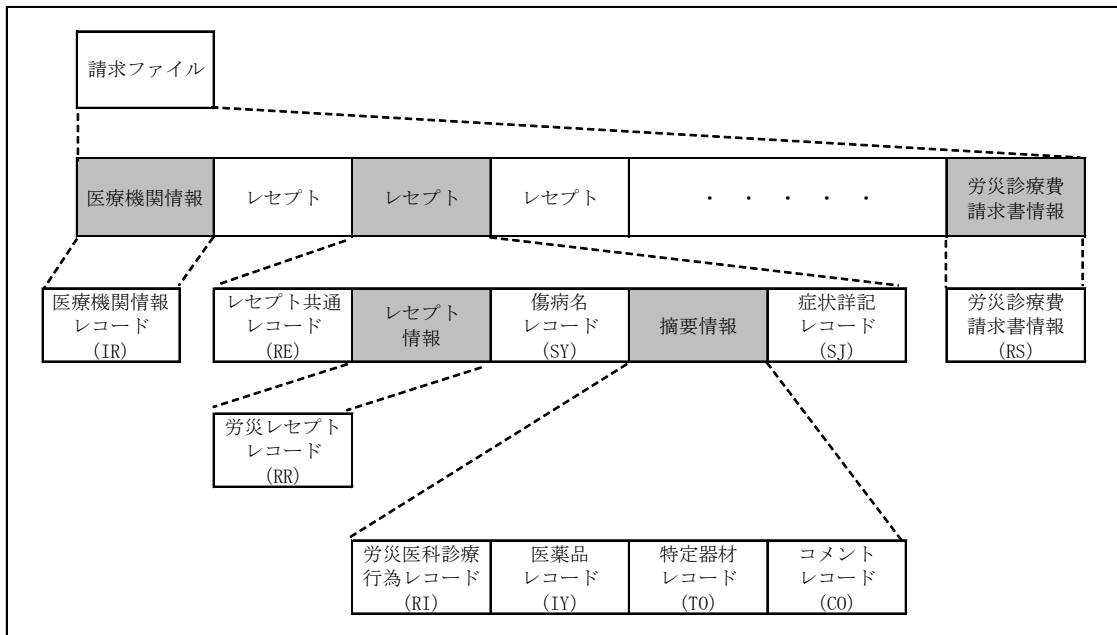 請求ファイル
医療機関情報
レセプト
レセプト
レセプト
・ ・ ・ ・ ・
労災診療費
請求書情報
医療機関情報
レコード
(IR)
レセプト共通
レコード
(RE)
レセプト
情報
傷病名
レコード
(SY)
摘要情報
症状詳記
レコード
(SJ)
労災診療費
請求書情報
(RS)
労災レセプト
レコード
(RR)
労災医科診療
行為レコード
(RI)
医薬品
レコード
(IY)
特定器材
レコード
(TO)
コメント
レコード
(CO)